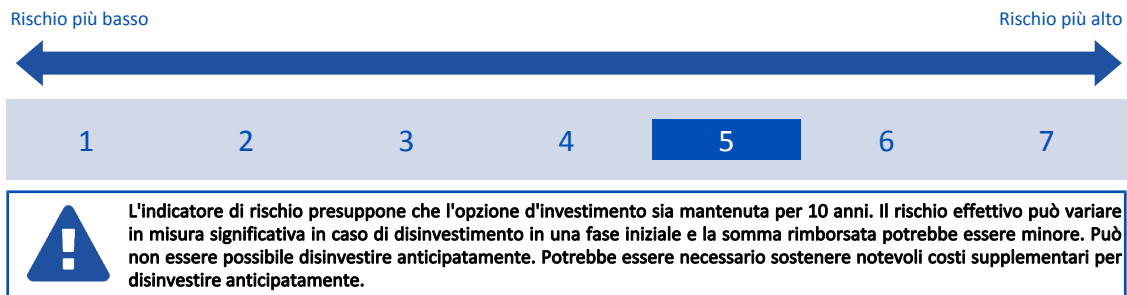 Rischio più basso Rischio più alto
1 2 3 4 5 6 7
L'indicatore di rischio presuppone che l'opzione d'investimento sia mantenuta per 10 anni. Il rischio effettivo può variare
in misura significativa in caso di disinvestimento in una fase iniziale e la somma rimborsata potrebbe essere minore. Può
non essere possibile disinvestire anticipatamente. Potrebbe essere necessario sostenere notevoli costi supplementari per
disinvestire anticipatamente.